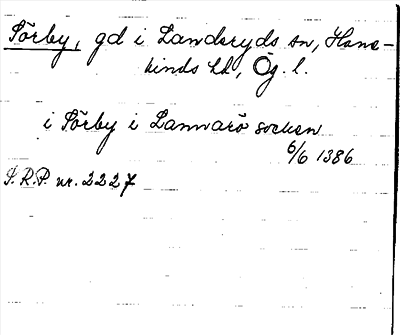 Sörby, gd i Landeryds sn, Hane-
kinds hd, Ög. l.
i Sörby i Lannarö socken
6/6 1386
S.R.P. nr. 2227